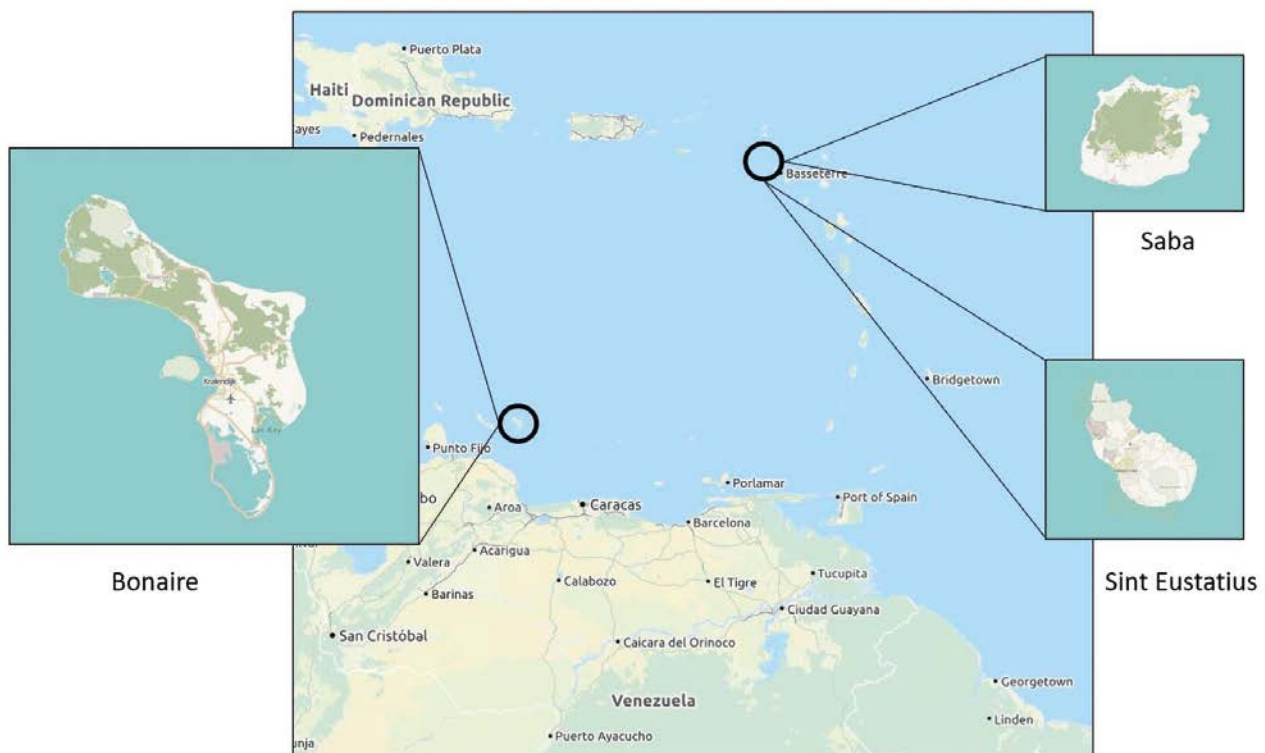 Puerto Plata
Haiti
Dominican Republic
ayes
Pedernales
Basseterre
Saba
Kralendijk
Lac Bay
Bonaire
Bridgetown
Sint Eustatius
Punto Fijo
Porlamar
Port of Spain
bo
Aroa
Caracas
Barcelona
Acarigua
Valera
Calabozo
El Tigre
Tucupita
Barinas
Ciudad Guayana
San Cristóbal
Caicara del Orinoco
Georgetown
Venezuela
Linden
unja
Puerto Ayacucho